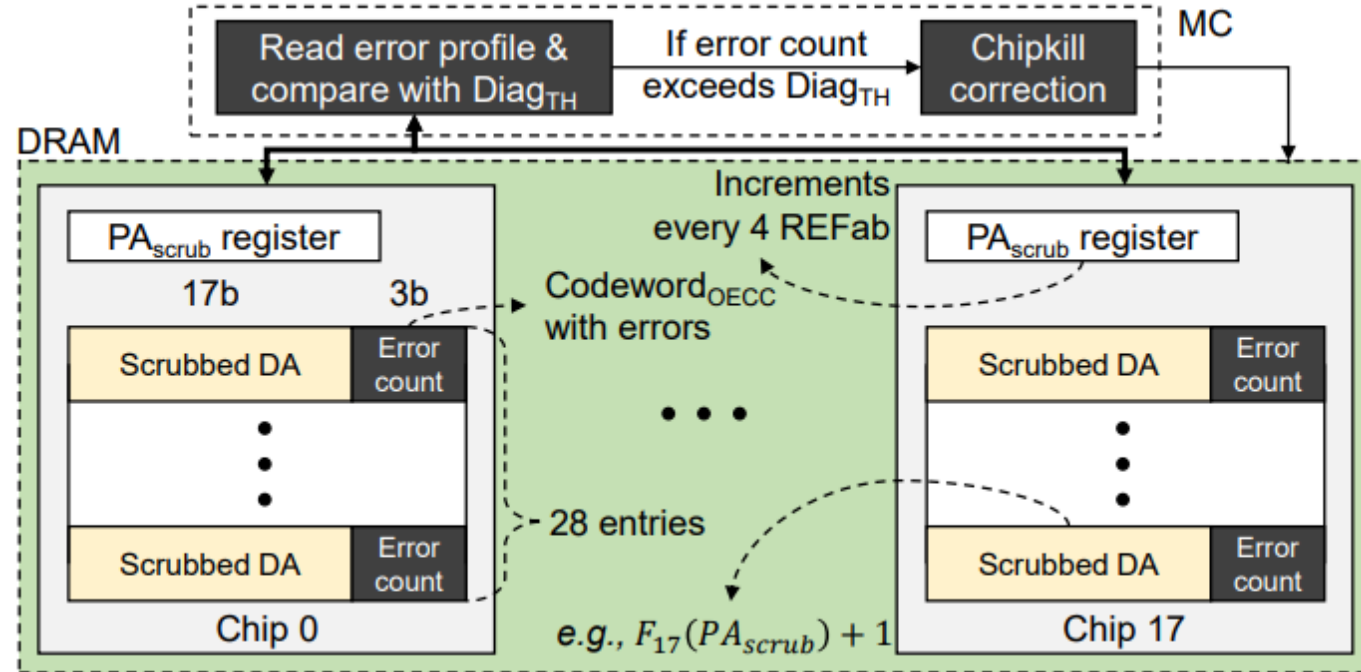 Read error profile &
compare with DiagTH
If error count
exceeds DiagTH
Chipkill
correction
MC
DRAM
PAscrub register
17b
3b
Scrubbed DA
Error
count
Scrubbed DA
Error
count
Chip 0
Increments
every 4 REFab
CodewordOECC
with errors
28 entries
e.g., F17(PAscrub) + 1
PAscrub register
Scrubbed DA
Error
count
Scrubbed DA
Error
count
Chip 17